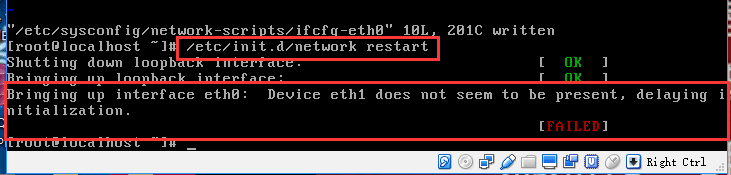 "/etc/sysconfig/network-scripts/ifcfg-eth0" 10L, 201C written
[root@localhost ~]# /etc/init.d/network restart
Shutting down loopback interface: [ OK ]
Bringing up loopback interface: [ OK ]
Bringing up interface eth0: Device eth1 does not seem to be present, delaying i
nitialization.
[FAILED]
[root@localhost ~]# _
Right Ctrl